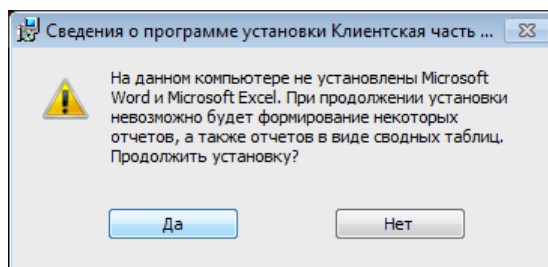 Сведения о программе установки Клиентская часть ...
На данном компьютере не установлены Microsoft
Word и Microsoft Excel. При продолжении установки
невозможно будет формирование некоторых
отчетов, а также отчетов в виде сводных таблиц.
Продолжить установку?
Да
Нет